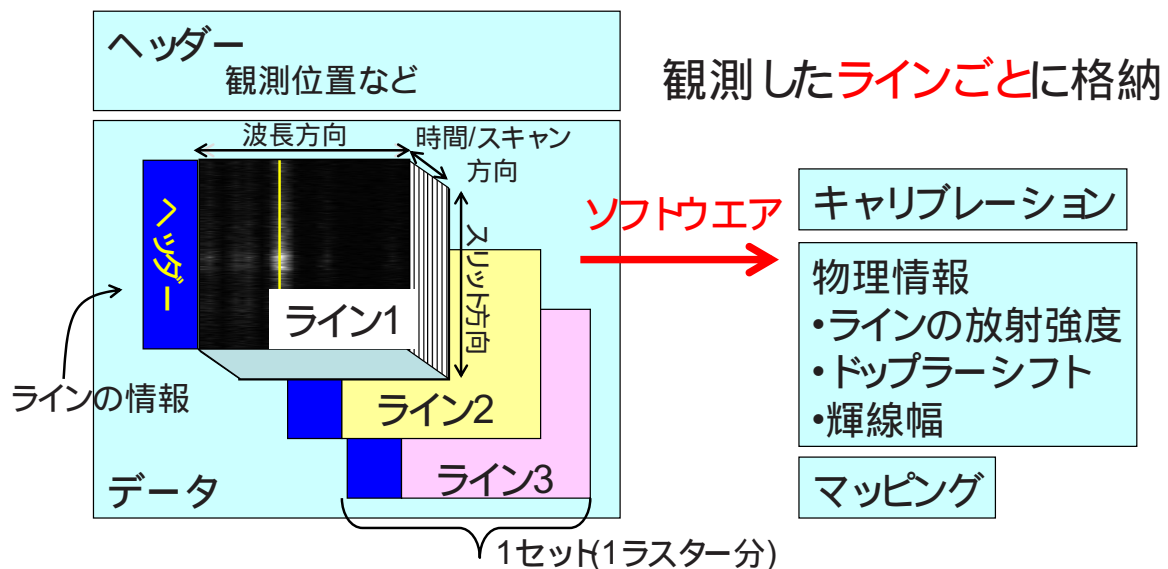 ヘッダー
観測位置など
観測したラインごとに格納
波長方向
時間/スキャン
方向
ヘッダー
スリット方向
ライン1
ラインの情報
ライン2
ライン3
データ
1セット(1ラスター分)
ソフトウエア
キャリブレーション
物理情報
•ラインの放射強度
•ドップラーシフト
•輝線幅
マッピング